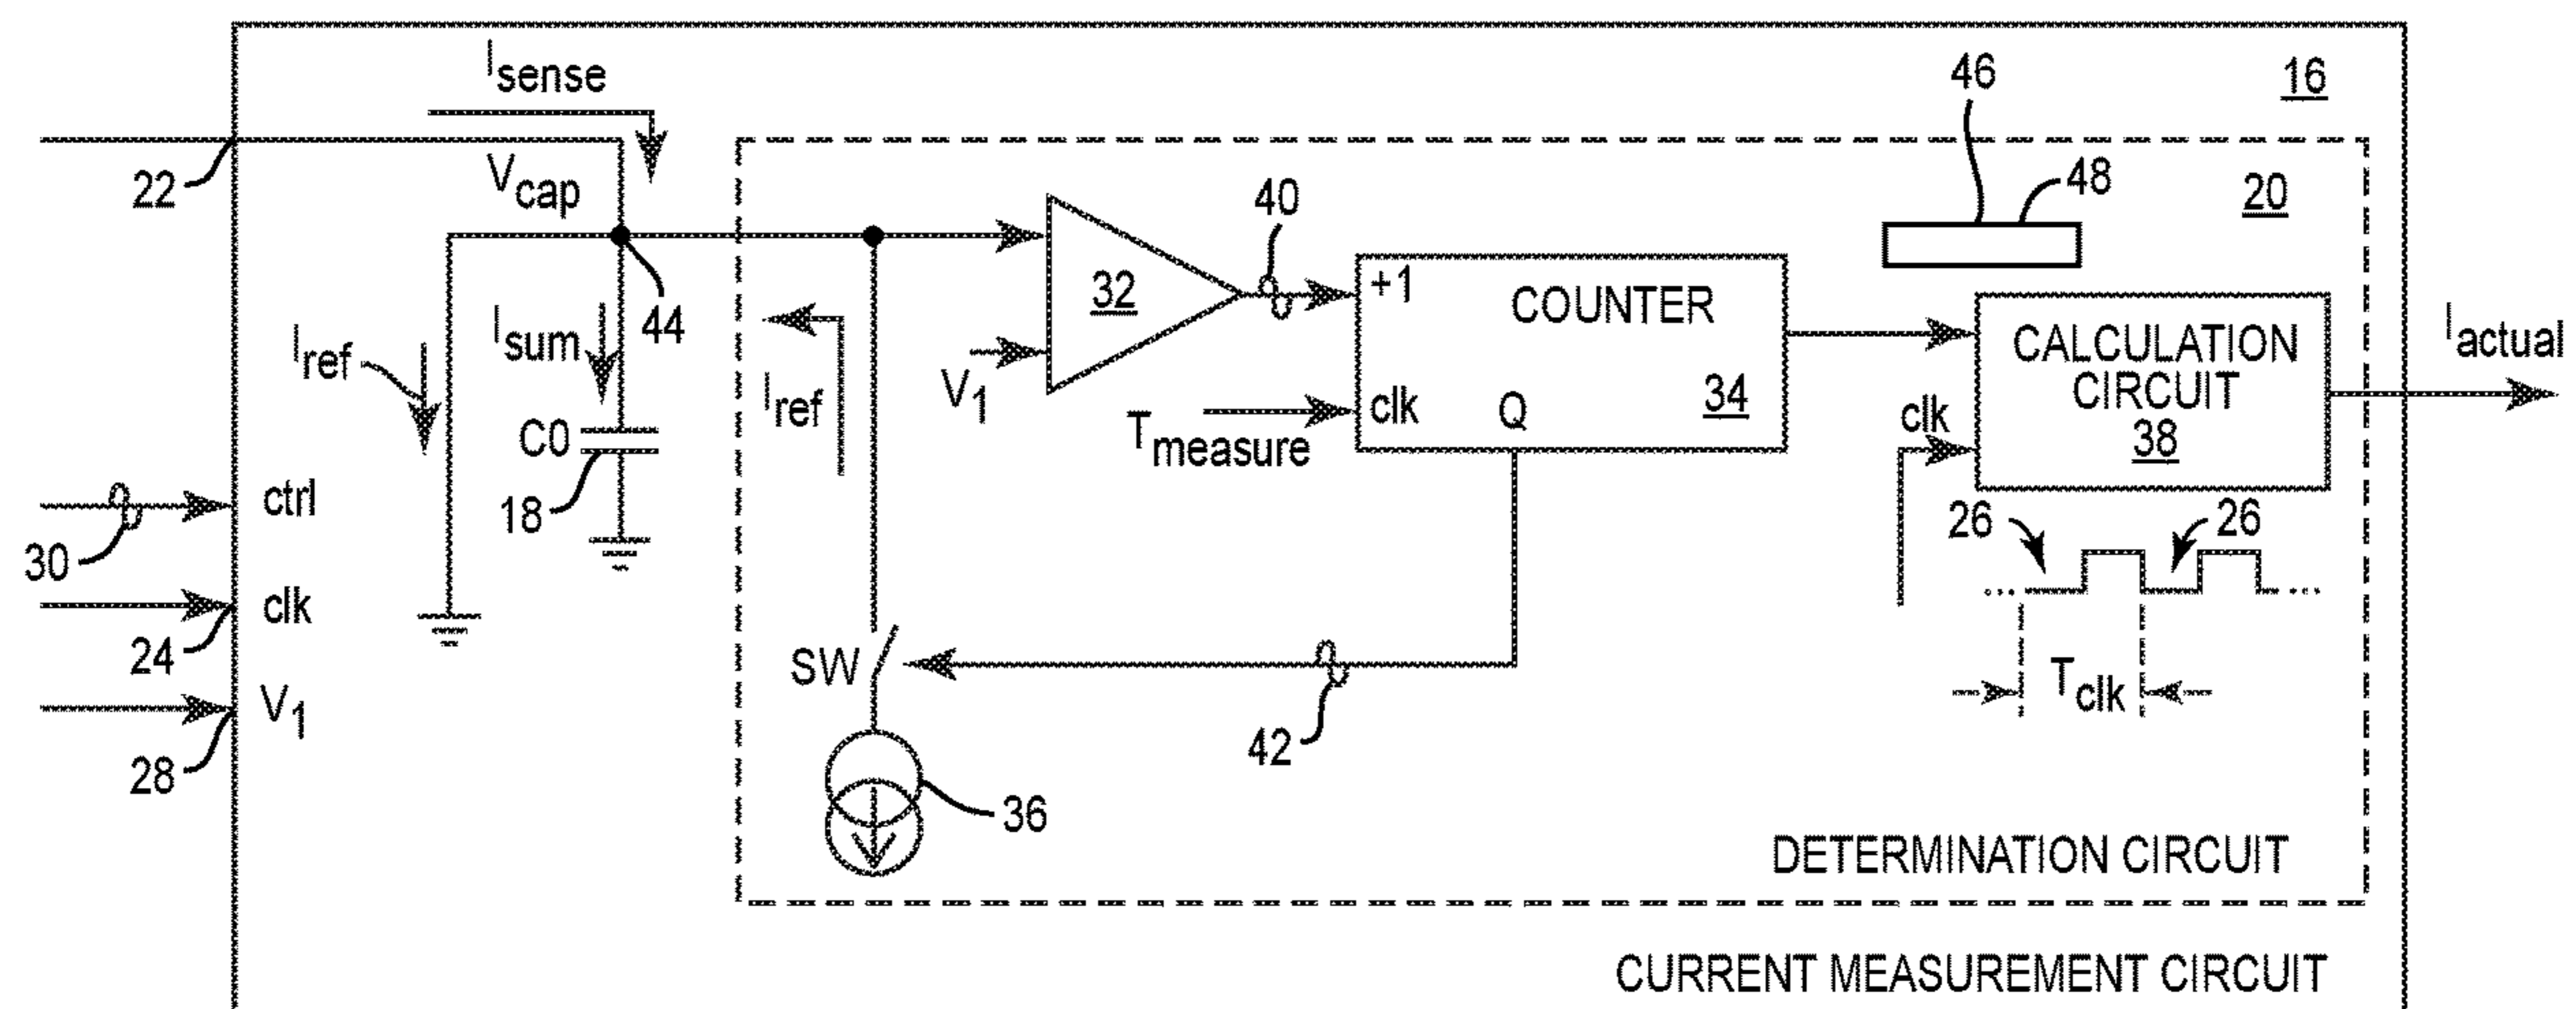 Isense
46
16
22
Vcap
40
48
20
32
+1
COUNTER
44
Iref
Isum
Iref
V1
CALCULATION
CIRCUIT
38
Iactual
clk
Q
34
clk
C0
Tmeasure
ctrl
18
26
26
30
clk
24
SW
Tclk
V1
42
28
36
DETERMINATION CIRCUIT
CURRENT MEASUREMENT CIRCUIT